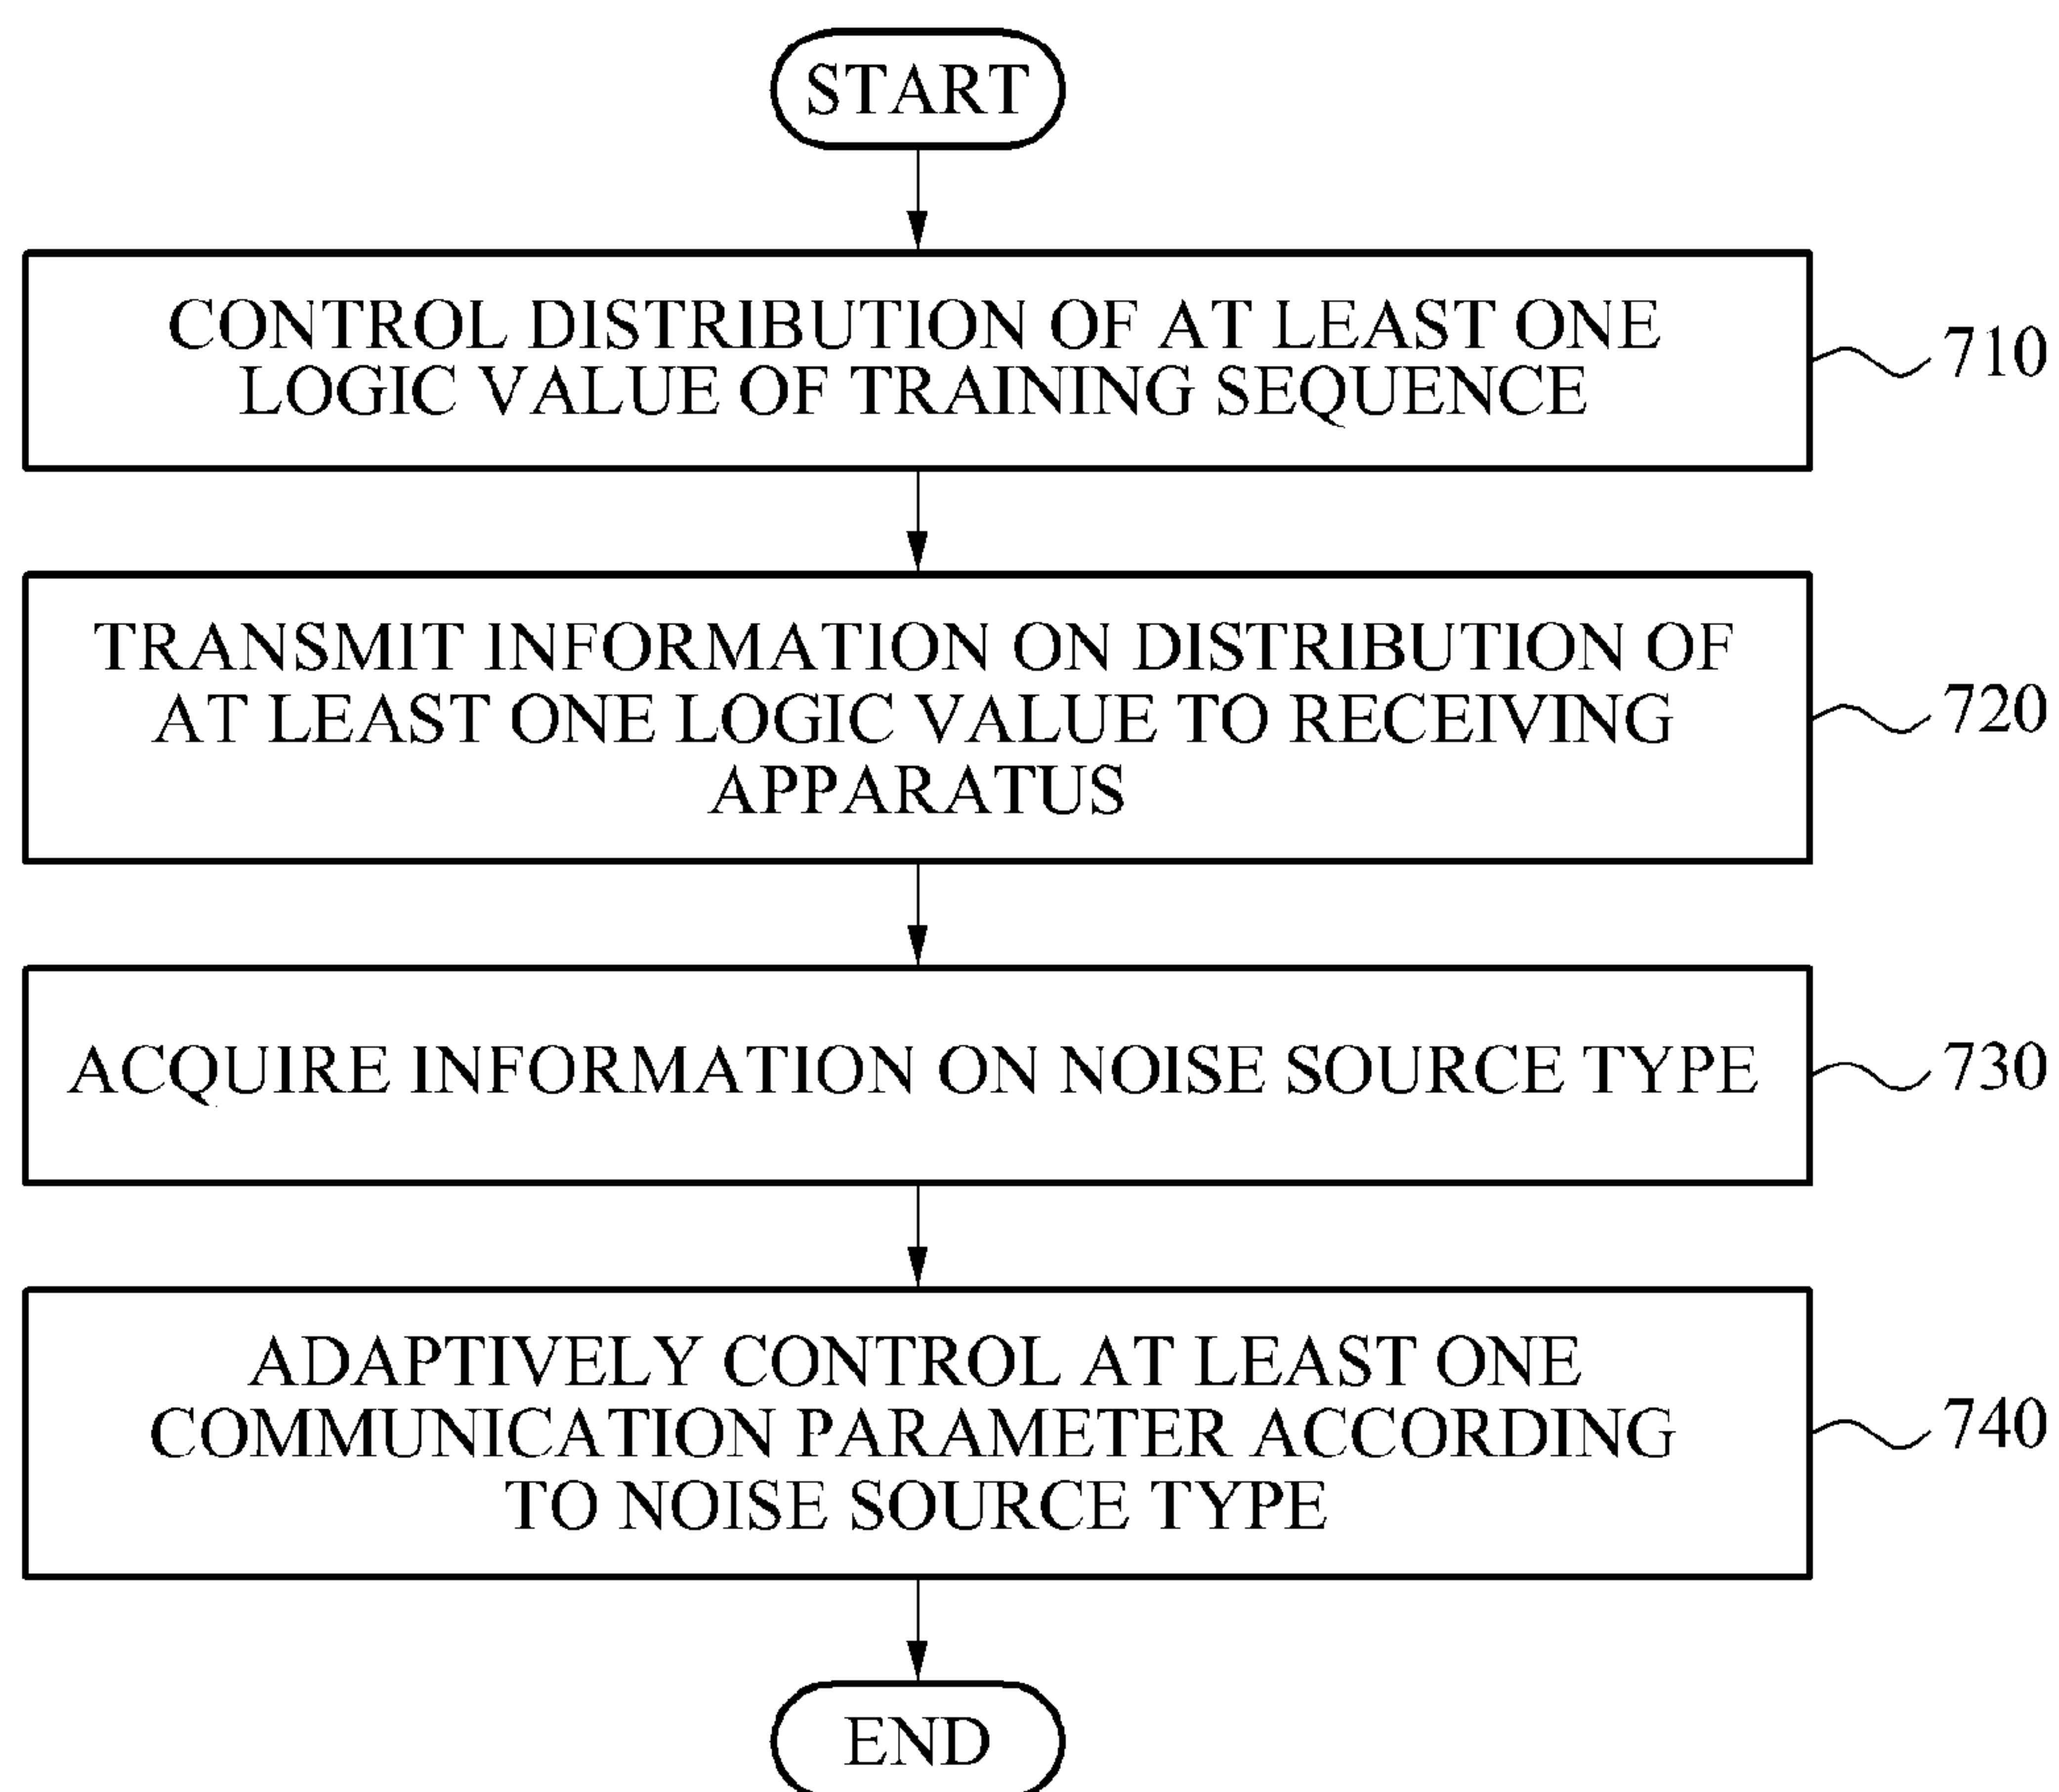 START
CONTROL DISTRIBUTION OF AT LEAST ONE
LOGIC VALUE OF TRAINING SEQUENCE
710
TRANSMIT INFORMATION ON DISTRIBUTION OF
AT LEAST ONE LOGIC VALUE TO RECEIVING
APPARATUS
720
ACQUIRE INFORMATION ON NOISE SOURCE TYPE
730
ADAPTIVELY CONTROL AT LEAST ONE
COMMUNICATION PARAMETER ACCORDING
TO NOISE SOURCE TYPE
740
END